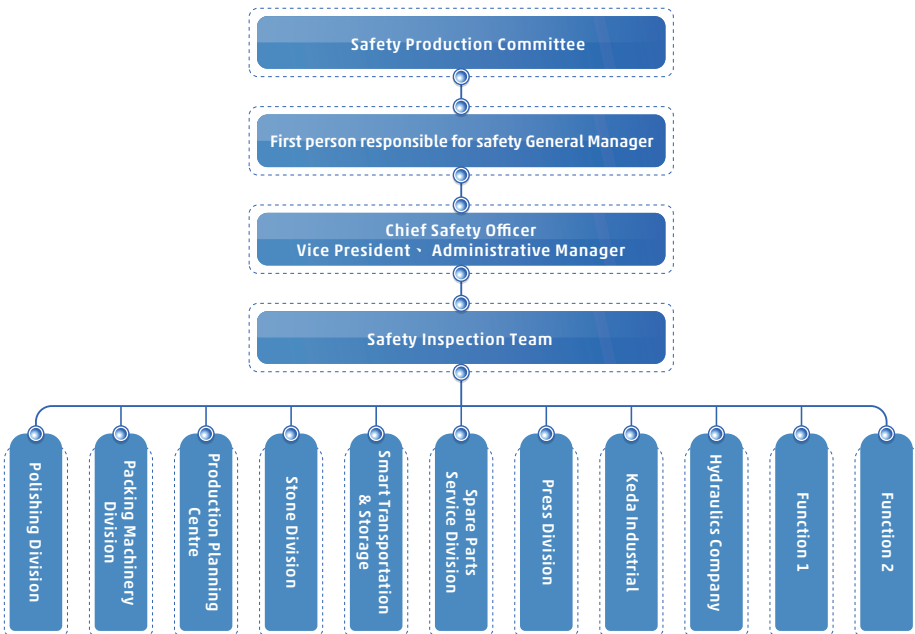 Safety Production Committee
First person responsible for safety General Manager
Chief Safety Officer
Vice President、 Administrative Manager
Safety Inspection Team
Polishing Division
Packing Machinery
Division
Production Planning
Centre
Stone Division
Smart Transportation
& Storage
Spare Parts
Service Division
Press Division
Keda Industrial
Hydraulics Company
Function 1
Function 2